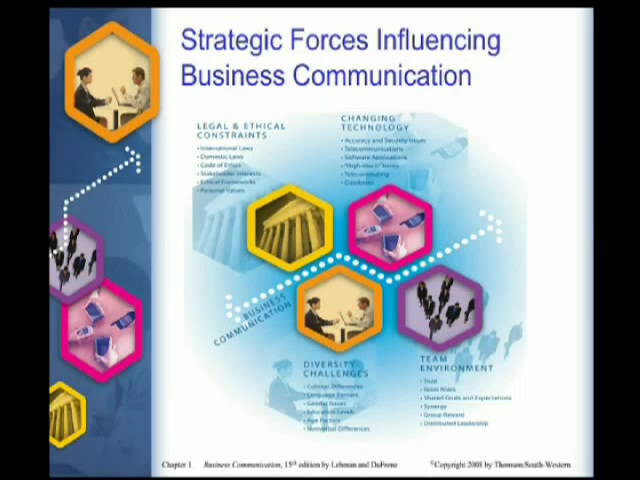 Strategic Forces Influencing
Business Communication
LEGAL & ETHICAL
CONSTRAINTS
• International Laws
• Domestic Laws
• Code of Ethics
• Stakeholder Interests
• Ethical Frameworks
• Personal Values
CHANGING
TECHNOLOGY
• Accuracy and Security Issues
• Telecommunications
• Software Applications
• "High-touch" Issues
• Telecommuting
• Databases
BUSINESS
COMMUNICATION
DIVERSITY
CHALLENGES
• Cultural Differences
• Language Barriers
• Gender Issues
• Education Levels
• Age Factors
• Nonverbal Differences
TEAM
ENVIRONMENT
• Trust
• Team Roles
• Shared Goals and Expectations
• Synergy
• Group Reward
• Distributed Leadership
Chapter 1 Business Communication, 15th edition by Lehman and DuFrene ©Copyright 2008 by Thomson/South-Western